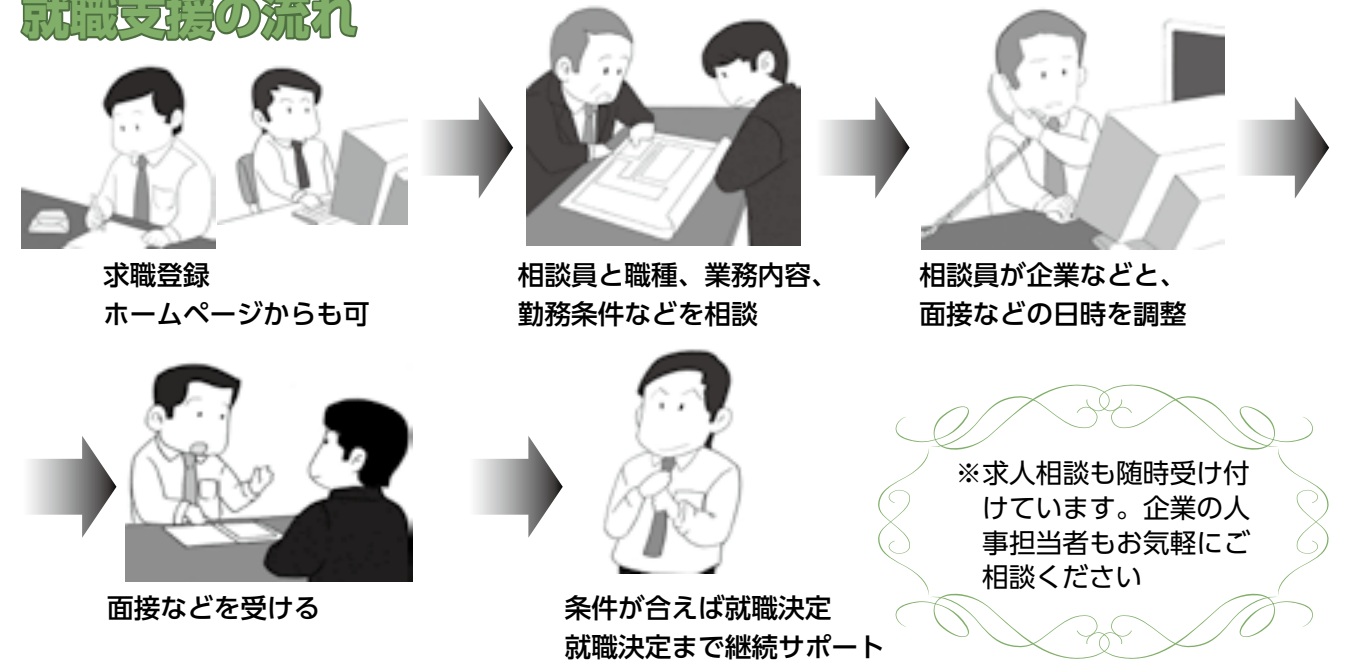 就職支援の流れ
求職登録
ホームページからも可
相談員と職種、業務内容、
勤務条件などを相談
相談員が企業などと、
面接などの日時を調整
面接などを受ける
条件が合えば就職決定
就職決定まで継続サポート
※求人相談も随時受け付
けています。企業の人
事担当者もお気軽にご
相談ください